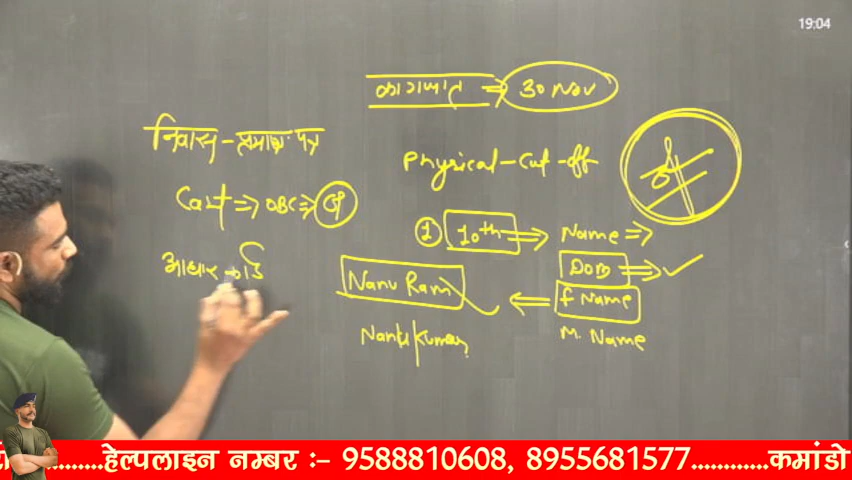 19:04
कागजात ⇒ 30 Nov
निवास - प्रमाण पत्र
Physical - Cut - off
Cast ⇒ OBC ⇒
① 10th ⇒ Name ⇒
आधार कार्ड
DOB ⇒ ✓
Nanu Ram ⇐ f Name
Nanu Kumar
M. Name
हेल्पलाइन नम्बर :- 9588810608, 8955681577............कमांडो